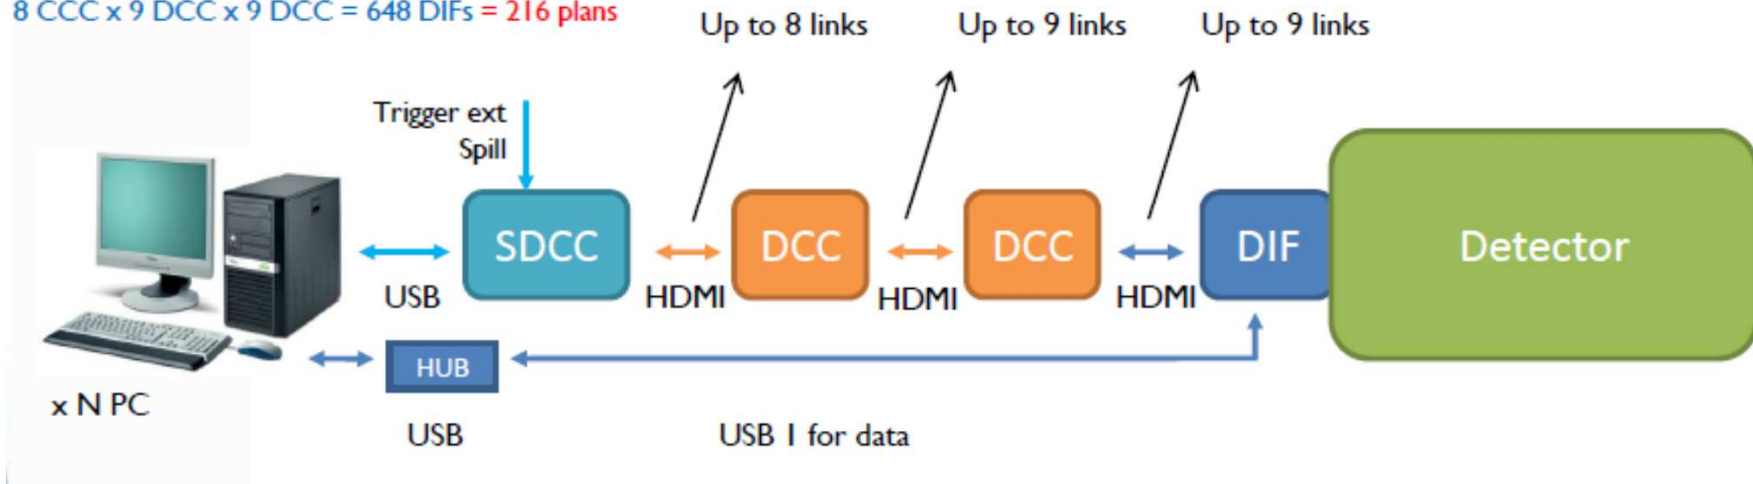 8 CCC x 9 DCC x 9 DCC = 648 DIFs = 216 plans
Up to 8 links
Up to 9 links
Up to 9 links
Trigger ext
Spill
SDCC
DCC
DCC
DIF
Detector
USB
HDMI
HDMI
HDMI
HUB
x N PC
USB
USB 1 for data